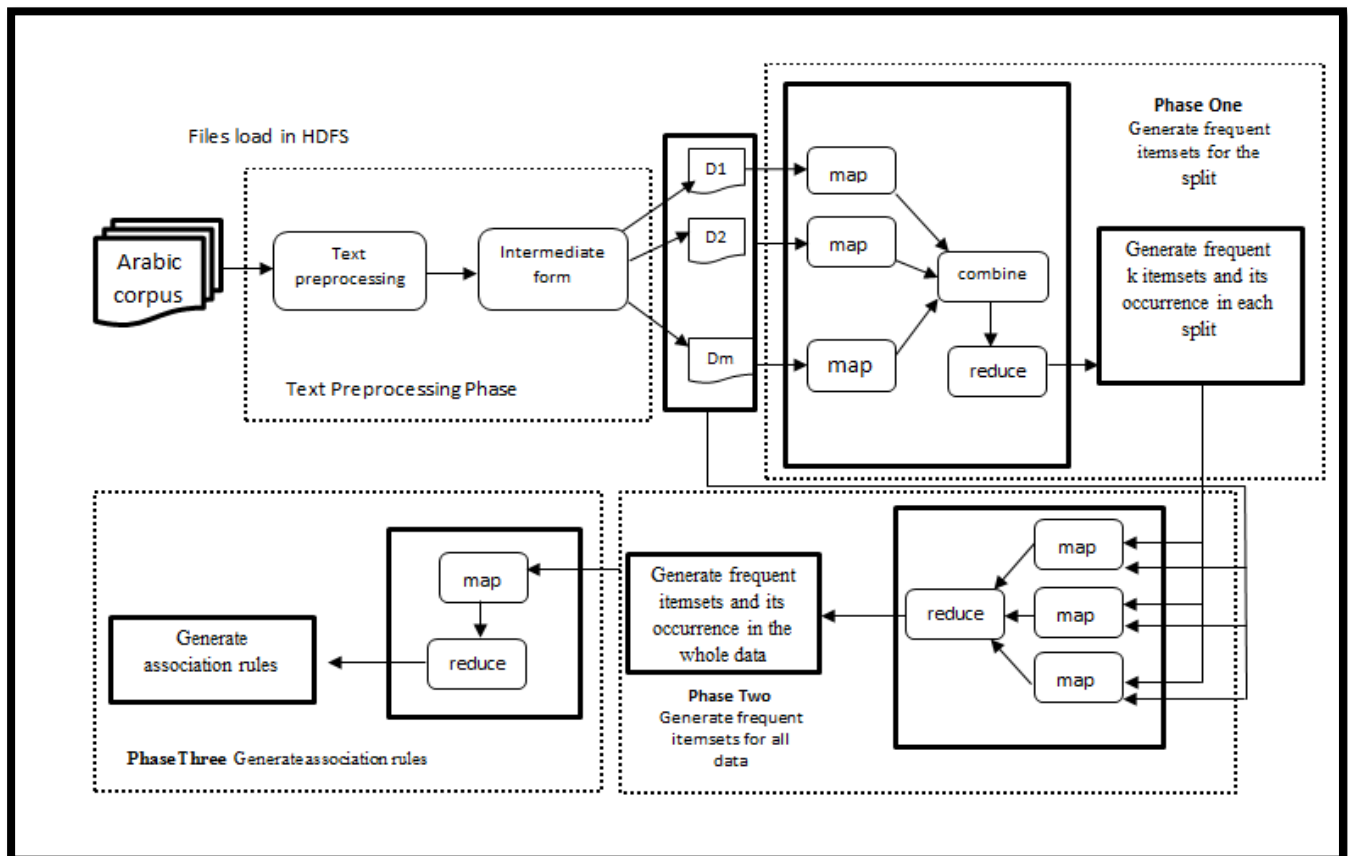 Files load in HDFS
Arabic
corpus
Text
preprocessing
Intermediate
form
Text Preprocessing Phase
D1
D2
Dm
map
map
map
combine
reduce
Phase One
Generate frequent
itemsets for the
split
Generate frequent
k itemsets and its
occurrence in each
split
map
map
map
reduce
Generate frequent
itemsets and its
occurrence in the
whole data
Phase Two
Generate frequent
itemsets for all
data
map
reduce
Generate
association rules
Phase Three Generate association rules